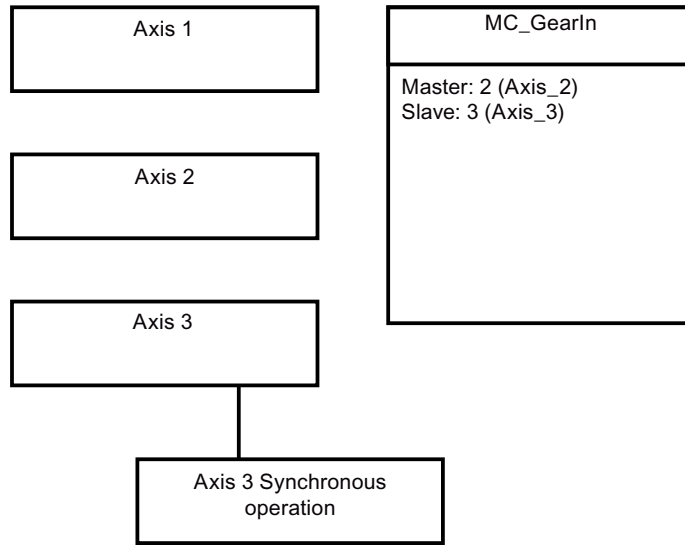 Axis 1
MC_GearIn
Master: 2 (Axis_2)
Slave: 3 (Axis_3)
Axis 2
Axis 3
Axis 3 Synchronous
operation